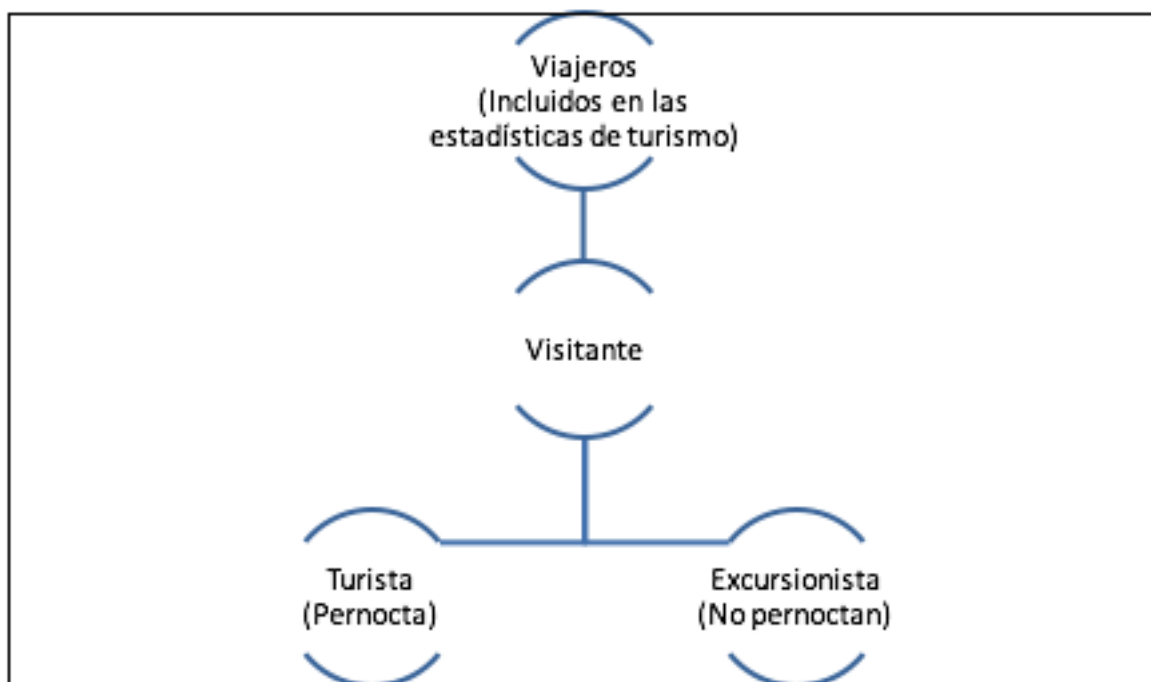 Viajeros
(Incluidos en las
estadísticas de turismo)
Visitante
Turista
(Pernocta)
Excursionista
(No pernoctan)